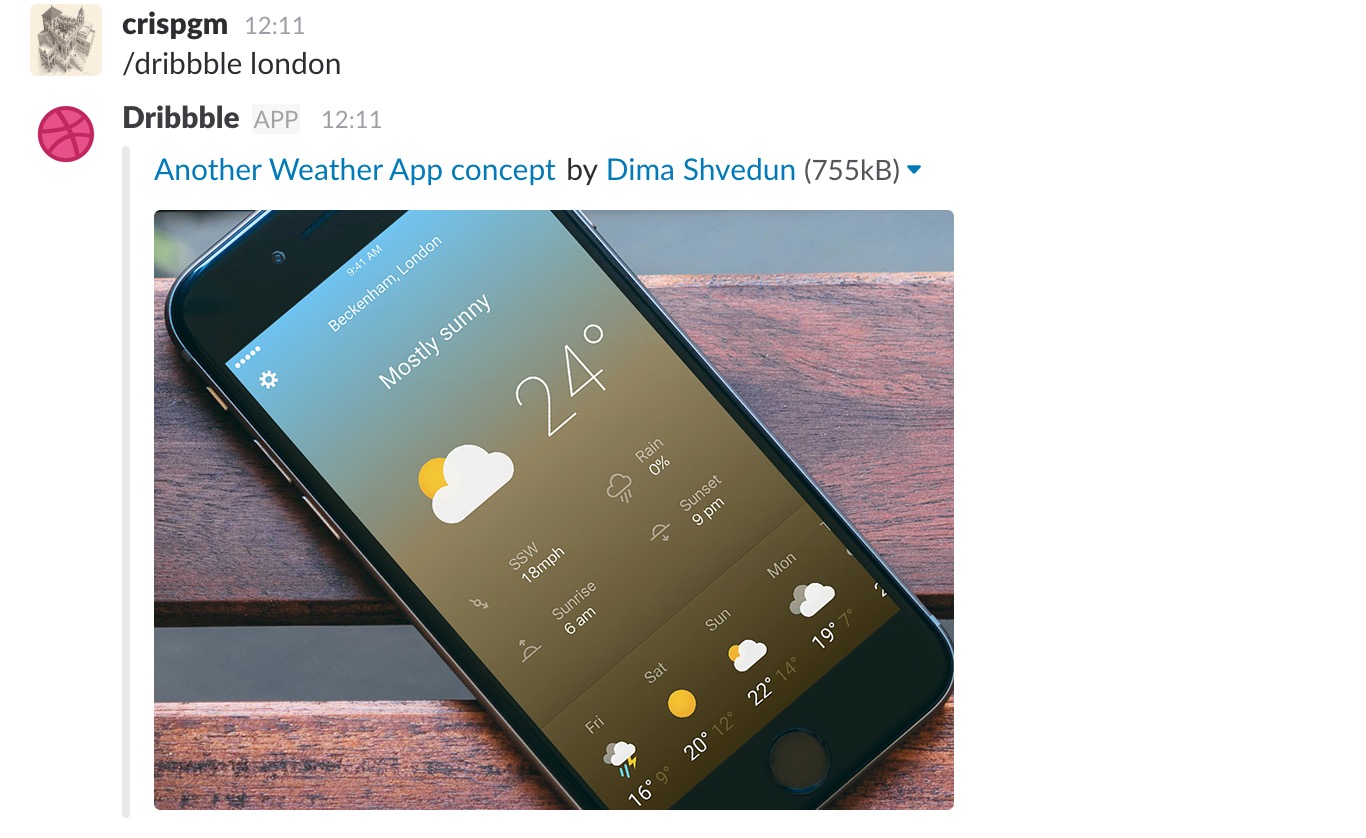 crispgm 12:11
/dribbble london
Dribbble APP 12:11
Another Weather App concept by Dima Shvedun (755kB)
9:41 AM
Beckenham, London
Mostly sunny
24°
Rain
0%
Sunset
9 pm
SSW
18mph
Sunrise
6 am
Fri
16° 9°
Sat
20° 12°
Sun
22° 14°
Mon
19° 7°